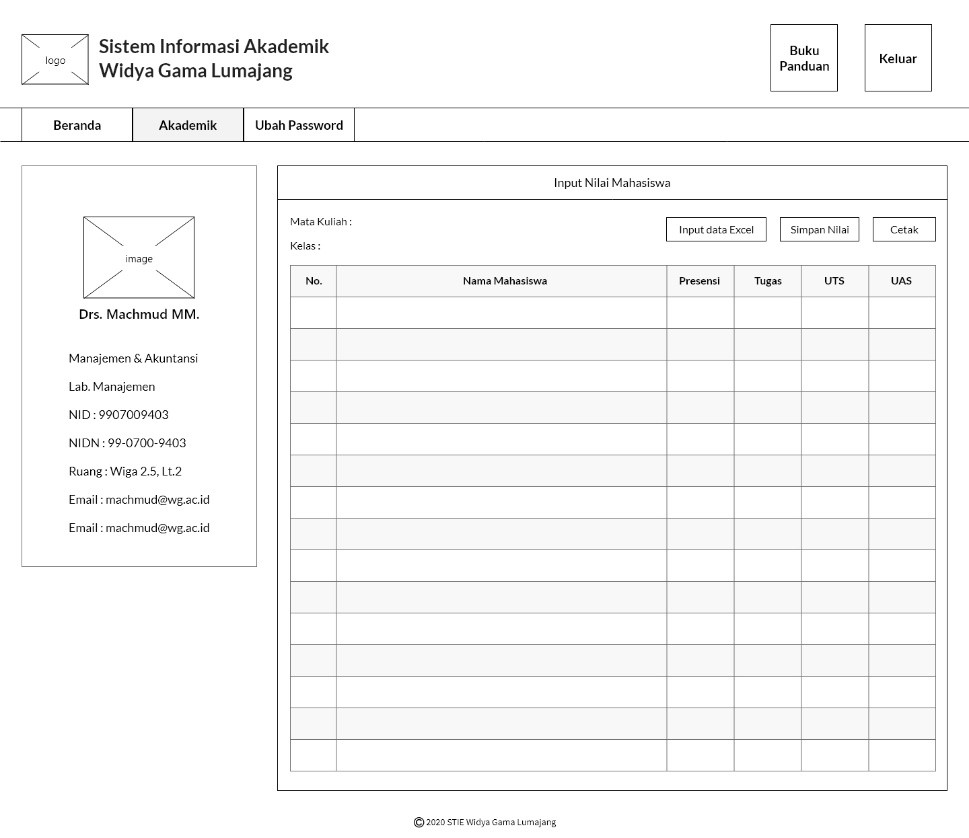 logo
Sistem Informasi Akademik
Widya Gama Lumajang
Buku
Panduan
Keluar
Beranda
Akademik
Ubah Password
image
Drs. Machmud MM.
Manajemen & Akuntansi
Lab. Manajemen
NID : 9907009403
NIDN : 99-0700-9403
Ruang : Wiga 2.5, Lt.2
Email : machmud@wg.ac.id
Email : machmud@wg.ac.id
Input Nilai Mahasiswa
Mata Kuliah :
Kelas :
Input data Excel
Simpan Nilai
Cetak
No. Nama Mahasiswa Presensi Tugas UTS UAS
© 2020 STIE Widya Gama Lumajang